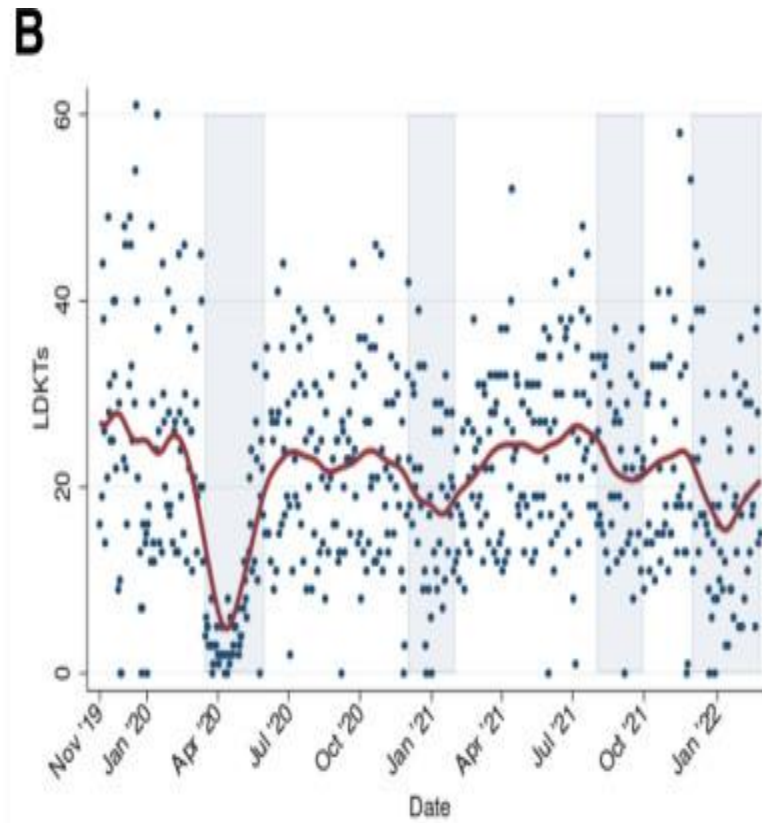 B
LDKTs
60
40
20
0
Nov '19
Jan '20
Apr '20
Jul '20
Oct '20
Jan '21
Apr '21
Jul '21
Oct '21
Jan '22
Date